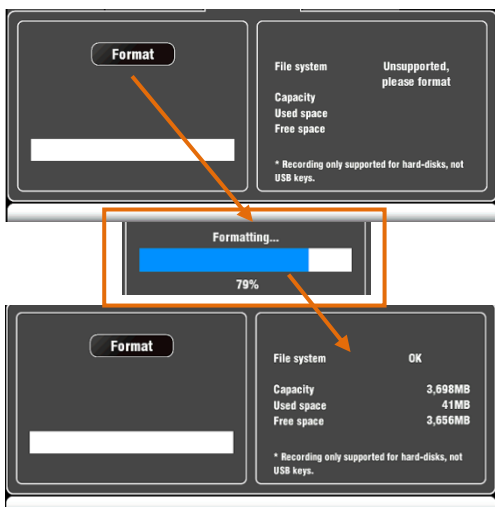 Format
File system Unsupported,
please format
Capacity
Used space
Free space
* Recording only supported for hard-disks, not
USB keys.
Formatting...
79%
Format
File system OK
Capacity 3,698MB
Used space 41MB
Free space 3,656MB
* Recording only supported for hard-disks, not
USB keys.